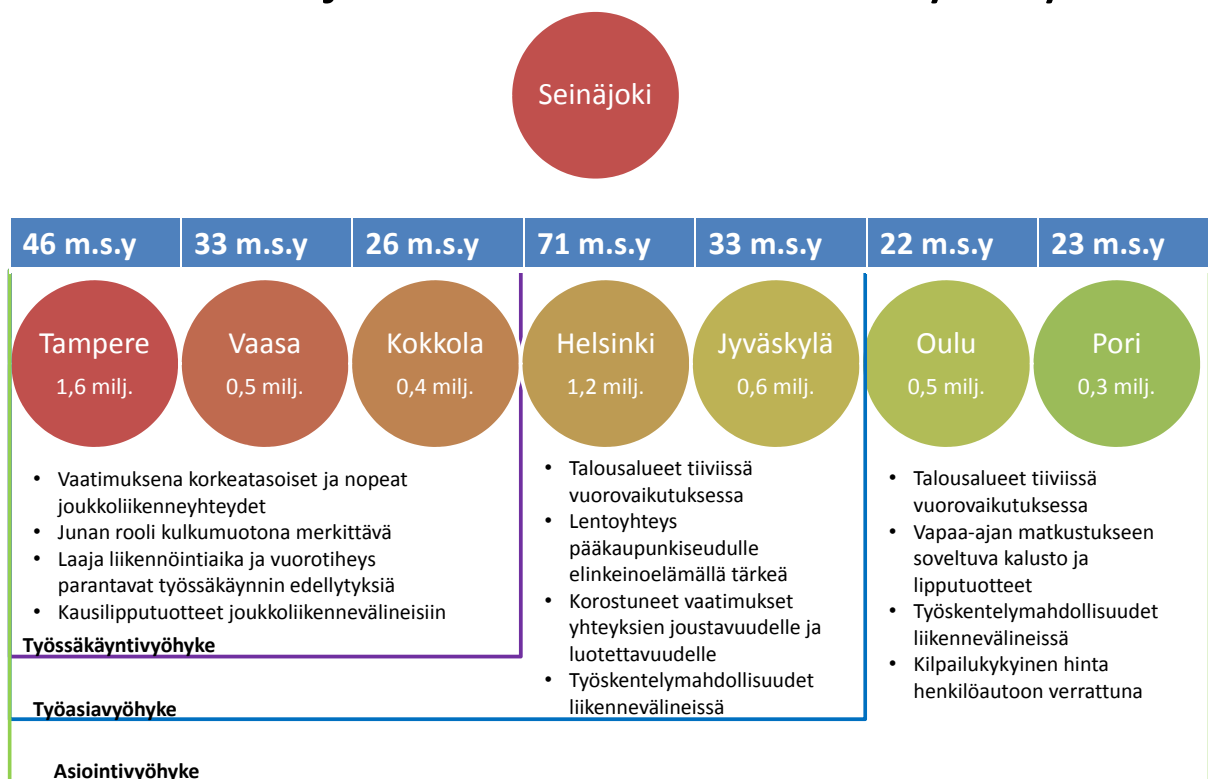 Seinäjoki
46 m.s.y
33 m.s.y
26 m.s.y
71 m.s.y
33 m.s.y
22 m.s.y
23 m.s.y
Tampere
1,6 milj.
Vaasa
0,5 milj.
Kokkola
0,4 milj.
Helsinki
1,2 milj.
Jyväskylä
0,6 milj.
Oulu
0,5 milj.
Pori
0,3 milj.
• Vaatimuksena korkeatasoiset ja nopeat
joukkoliikenneyhteydet
• Junan rooli kulkumuotona merkittävä
• Laaja liikennöintiaika ja vuorotiheys
parantavat työssäkäynnin edellytyksiä
• Kausilipputuotteet joukkoliikennevälineisiin
Työssäkäyntivyöhyke
• Talousalueet tiiviissä
vuorovaikutuksessa
• Lentoyhteys
pääkaupunkiseudulle
elinkeinoelämällä tärkeä
• Korostuneet vaatimukset
yhteyksien joustavuudelle ja
luotettavuudelle
• Työskentelymahdollisuudet
liikennevälineissä
Työasiavyöhyke
• Talousalueet tiiviissä
vuorovaikutuksessa
• Vapaa-ajan matkustukseen
soveltuva kalusto ja
lipputuotteet
• Työskentelymahdollisuudet
liikennevälineissä
• Kilpailukykyinen hinta
henkilöautoon verrattuna
Asiointivyöhyke